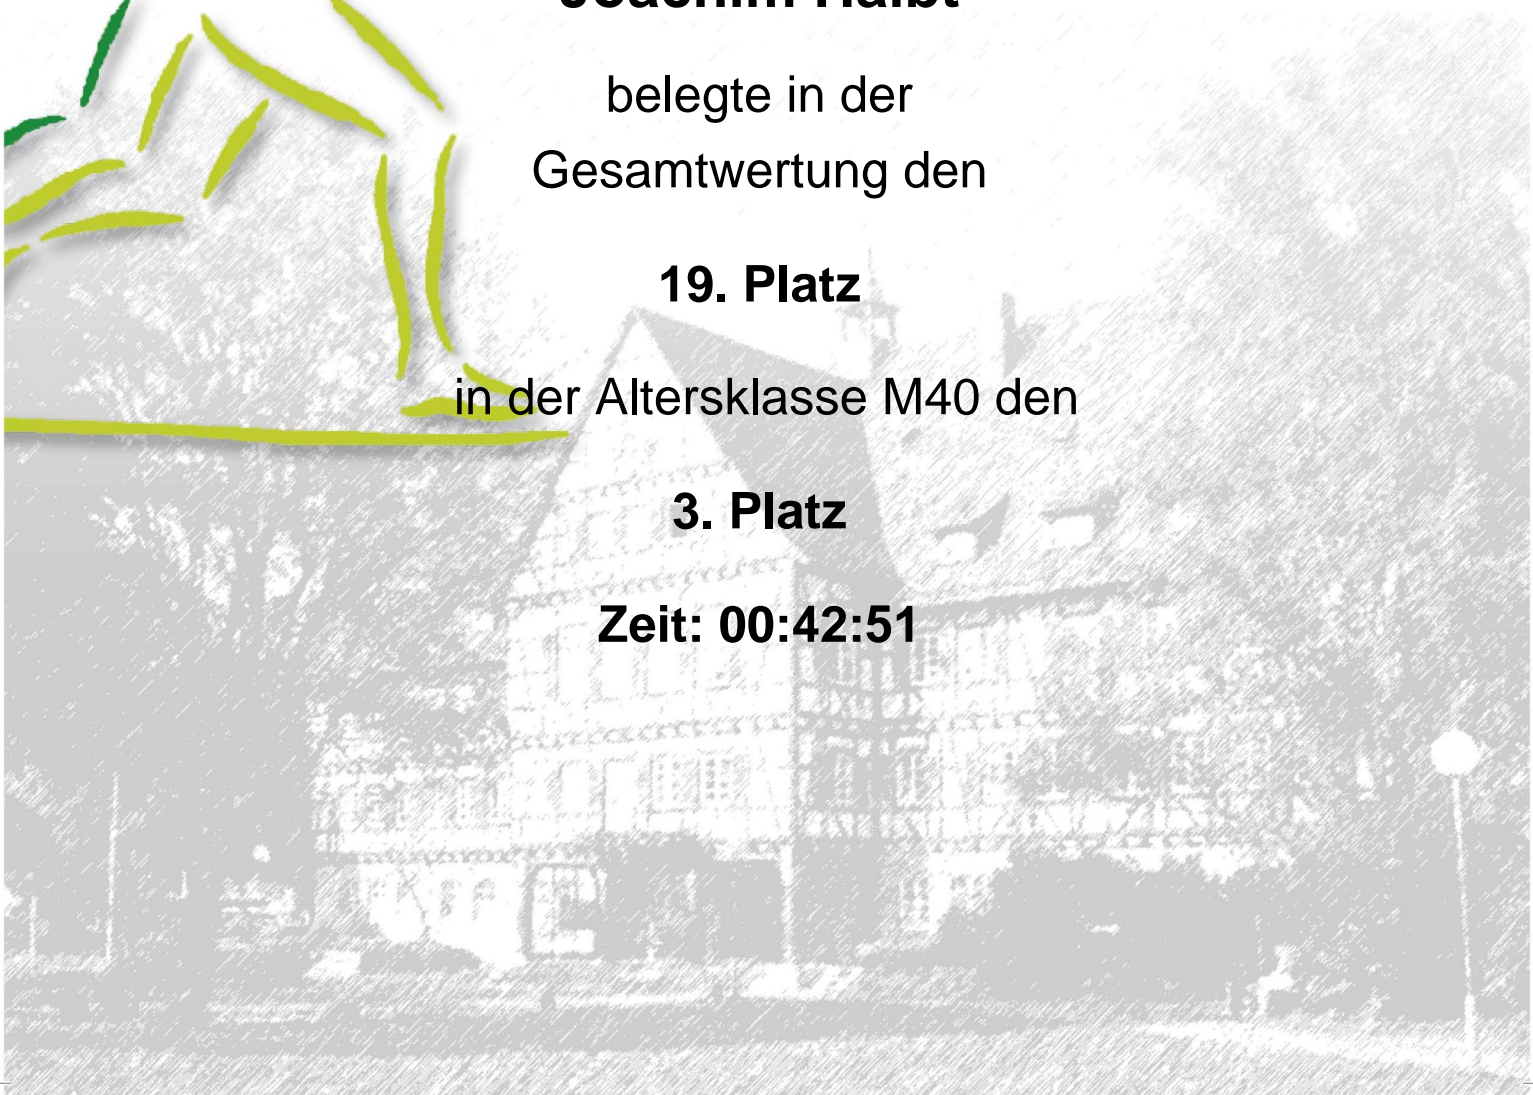 belegte in der
Gesamtwertung den
19. Platz
in der Altersklasse M40 den
3. Platz
Zeit: 00:42:51